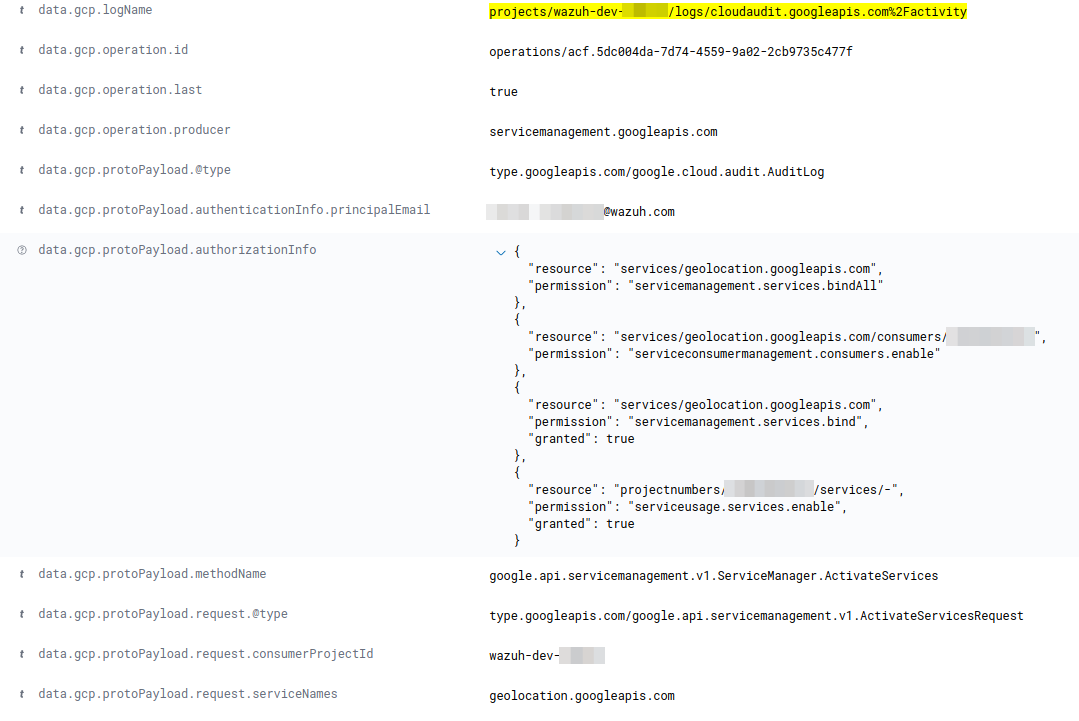 t data.gcp.logName projects/wazuh-dev-/logs/cloudaudit.googleapis.com%2Factivity
t data.gcp.operation.id operations/acf.5dc004da-7d74-4559-9a02-2cb9735c477f
t data.gcp.operation.last true
t data.gcp.operation.producer servicemanagement.googleapis.com
t data.gcp.protoPayload.@type type.googleapis.com/google.cloud.audit.AuditLog
t data.gcp.protoPayload.authenticationInfo.principalEmail @wazuh.com
? data.gcp.protoPayload.authorizationInfo {
"resource": "services/geolocation.googleapis.com",
"permission": "servicemanagement.services.bindAll"
},
{
"resource": "services/geolocation.googleapis.com/consumers/",
"permission": "serviceconsumermanagement.consumers.enable"
},
{
"resource": "services/geolocation.googleapis.com",
"permission": "servicemanagement.services.bind",
"granted": true
},
{
"resource": "projectnumbers//services/-",
"permission": "serviceusage.services.enable",
"granted": true
}
t data.gcp.protoPayload.methodName google.api.servicemanagement.v1.ServiceManager.ActivateServices
t data.gcp.protoPayload.request.@type type.googleapis.com/google.api.servicemanagement.v1.ActivateServicesRequest
t data.gcp.protoPayload.request.consumerProjectId wazuh-dev-
t data.gcp.protoPayload.request.serviceNames geolocation.googleapis.com